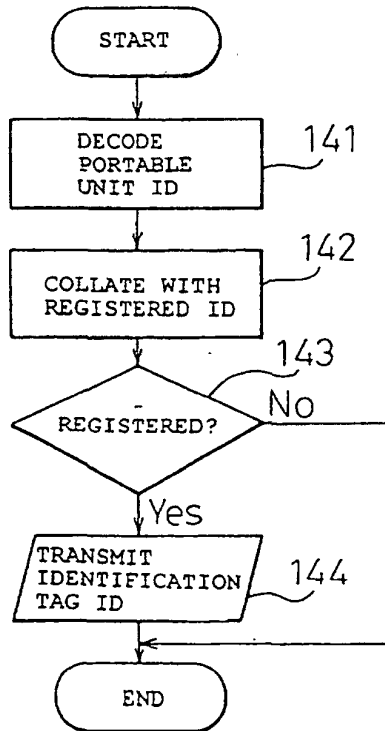 START
DECODE
PORTABLE
UNIT ID
141
COLLATE WITH
REGISTERED ID
142
143
REGISTERED?
No
Yes
TRANSMIT
IDENTIFICATION
TAG ID
144
END